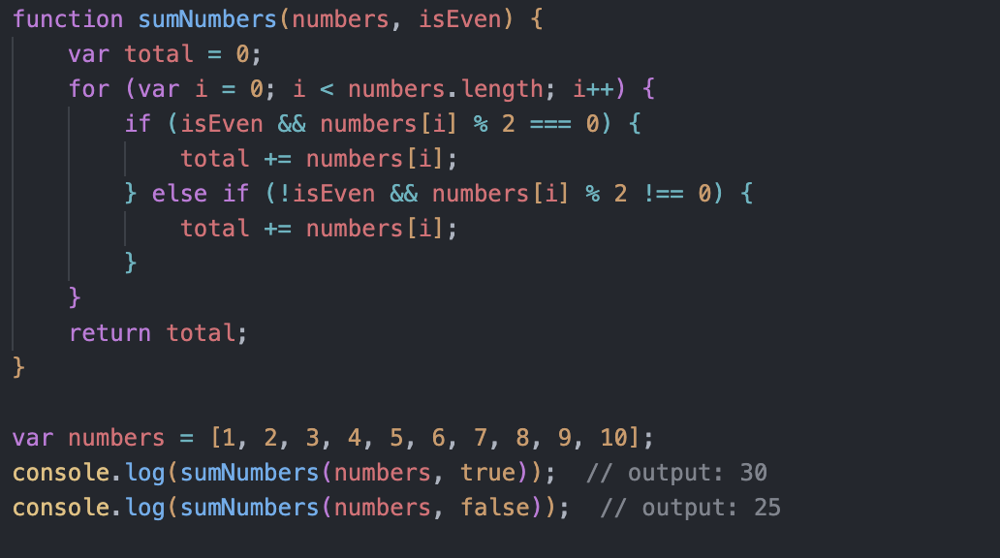 function sumNumbers(numbers, isEven) {
    var total = 0;
    for (var i = 0; i < numbers.length; i++) {
        if (isEven && numbers[i] % 2 === 0) {
            total += numbers[i];
        } else if (!isEven && numbers[i] % 2 !== 0) {
            total += numbers[i];
        }
    }
    return total;
}

var numbers = [1, 2, 3, 4, 5, 6, 7, 8, 9, 10];
console.log(sumNumbers(numbers, true));  // output: 30
console.log(sumNumbers(numbers, false));  // output: 25